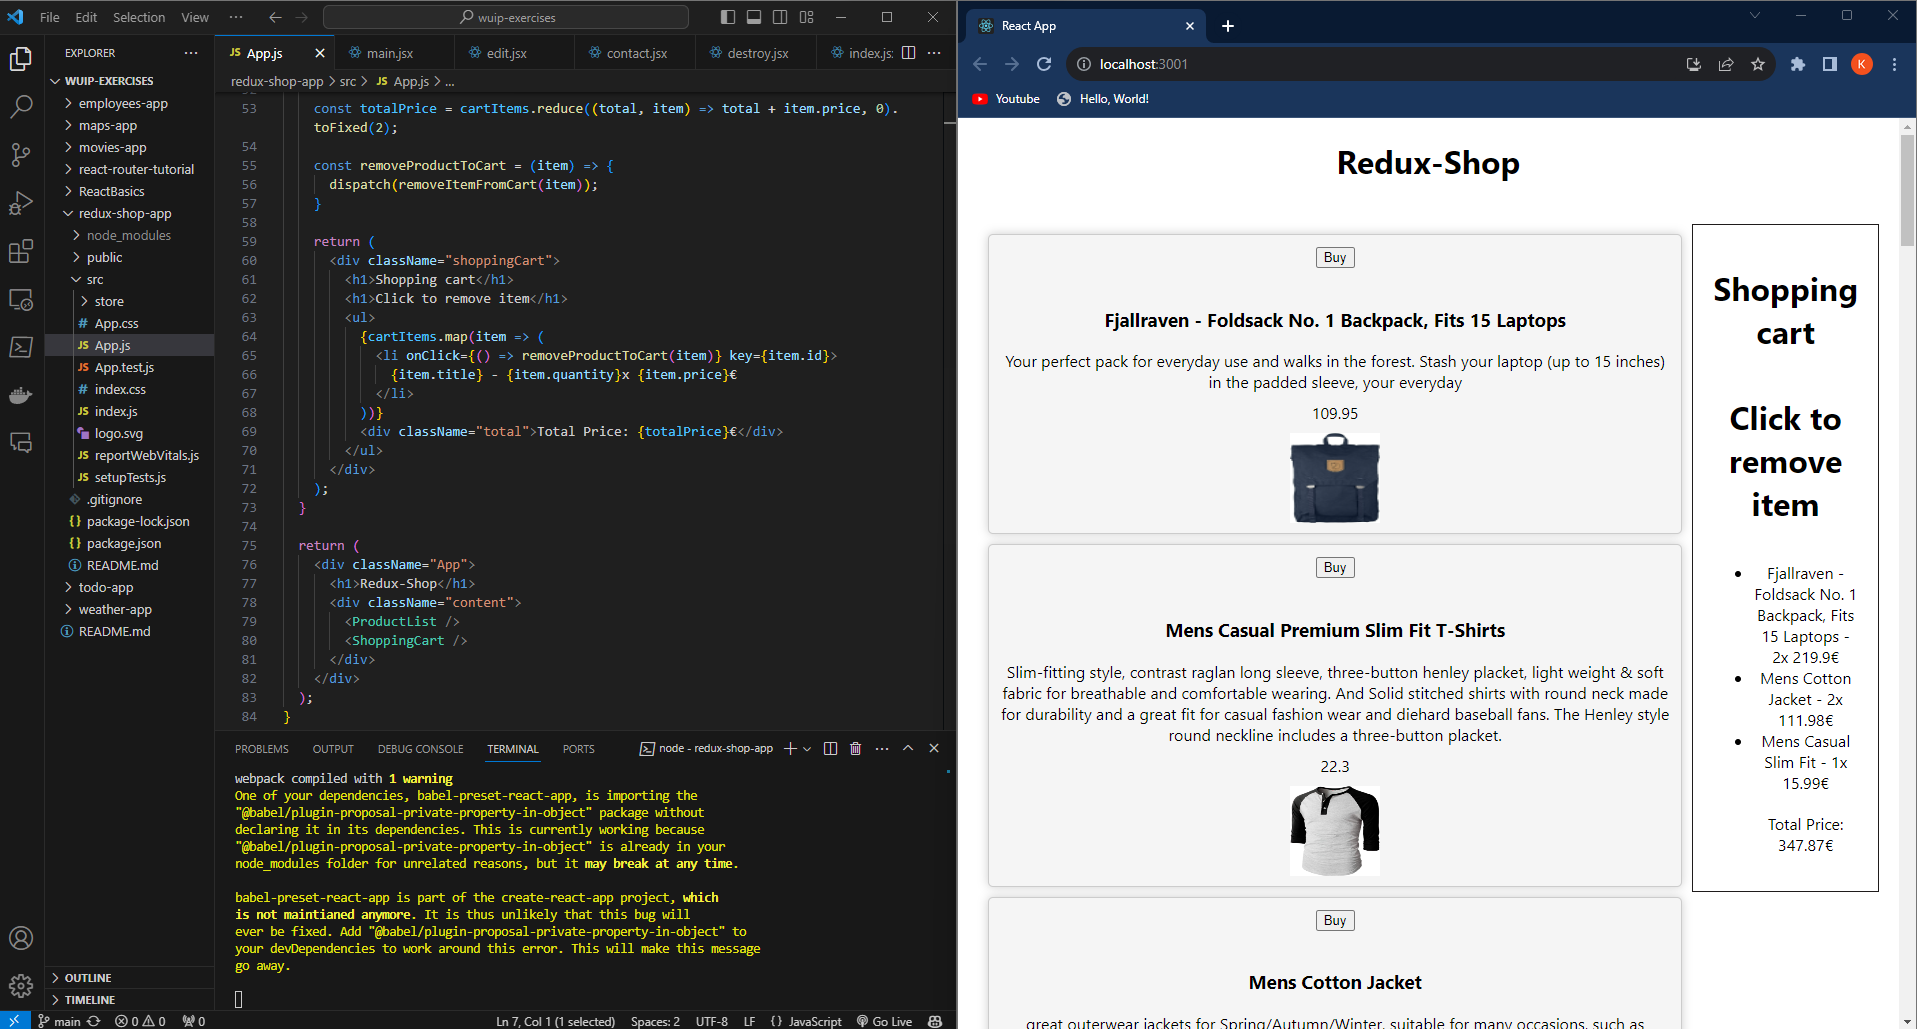 File Edit Selection View ··· wuip-exercises
EXPLORER ···
WUIP-EXERCISES
employees-app
maps-app
movies-app
react-router-tutorial
ReactBasics
redux-shop-app
node_modules
public
src
store
# App.css
JS App.js
JS App.test.js
# index.css
JS index.js
logo.svg
JS reportWebVitals.js
JS setupTests.js
.gitignore
{} package-lock.json
{} package.json
README.md
todo-app
weather-app
README.md
OUTLINE
TIMELINE
JS App.js main.jsx edit.jsx contact.jsx destroy.jsx index.js: ···
redux-shop-app > src > JS App.js > ...
53 const totalPrice = cartItems.reduce((total, item) => total + item.price, 0).
toFixed(2);
54
55 const removeProductToCart = (item) => {
56 dispatch(removeItemFromCart(item));
57 }
58
59 return (
60 <div className="shoppingCart">
61 <h1>Shopping cart</h1>
62 <h1>Click to remove item</h1>
63 <ul>
64 {cartItems.map(item => (
65 <li onClick={() => removeProductToCart(item)} key={item.id}>
66 {item.title} - {item.quantity}x {item.price}€
67 </li>
68 ))}
69 <div className="total">Total Price: {totalPrice}€</div>
70 </ul>
71 </div>
72 );
73 }
74
75 return (
76 <div className="App">
77 <h1>Redux-Shop</h1>
78 <div className="content">
79 <ProductList />
80 <ShoppingCart />
81 </div>
82 </div>
83 );
84 }
PROBLEMS OUTPUT DEBUG CONSOLE TERMINAL PORTS node - redux-shop-app
webpack compiled with 1 warning
One of your dependencies, babel-preset-react-app, is importing the
"@babel/plugin-proposal-private-property-in-object" package without
declaring it in its dependencies. This is currently working because
"@babel/plugin-proposal-private-property-in-object" is already in your
node_modules folder for unrelated reasons, but it may break at any time.
babel-preset-react-app is part of the create-react-app project, which
is not maintianed anymore. It is thus unlikely that this bug will
ever be fixed. Add "@babel/plugin-proposal-private-property-in-object" to
your devDependencies to work around this error. This will make this message
go away.
main 0 0 0 Ln 7, Col 1 (1 selected) Spaces: 2 UTF-8 LF {} JavaScript Go Live
React App
localhost:3001 K
Youtube Hello, World!
Redux-Shop
Buy
Fjallraven - Foldsack No. 1 Backpack, Fits 15 Laptops
Your perfect pack for everyday use and walks in the forest. Stash your laptop (up to 15 inches)
in the padded sleeve, your everyday
109.95
Buy
Mens Casual Premium Slim Fit T-Shirts
Slim-fitting style, contrast raglan long sleeve, three-button henley placket, light weight & soft
fabric for breathable and comfortable wearing. And Solid stitched shirts with round neck made
for durability and a great fit for casual fashion wear and diehard baseball fans. The Henley style
round neckline includes a three-button placket.
22.3
Buy
Mens Cotton Jacket
great outerwear jackets for Spring/Autumn/Winter, suitable for many occasions, such as
Shopping
cart
Click to
remove
item
• Fjallraven -
Foldsack No. 1
Backpack, Fits
15 Laptops -
2x 219.9€
• Mens Cotton
Jacket - 2x
111.98€
• Mens Casual
Slim Fit - 1x
15.99€
Total Price:
347.87€